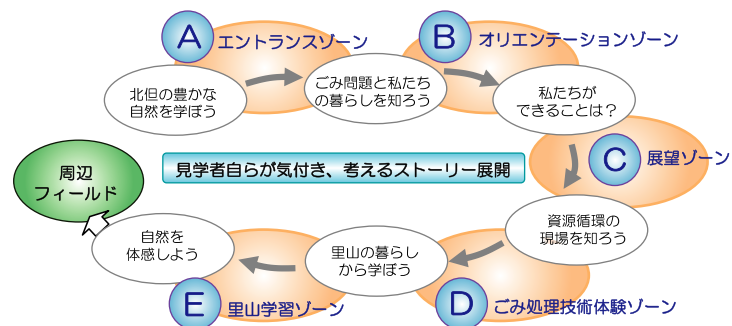 A エントランスゾーン
B オリエンテーションゾーン
北但の豊かな
自然を学ぼう
ごみ問題と私たち
の暮らしを知ろう
私たちが
できることは？
C 展望ゾーン
見学者自らが気付き、考えるストーリー展開
周辺
フィールド
資源循環の
現場を知ろう
里山の暮らし
から学ぼう
自然を
体感しよう
D ごみ処理技術体験ゾーン
E 里山学習ゾーン